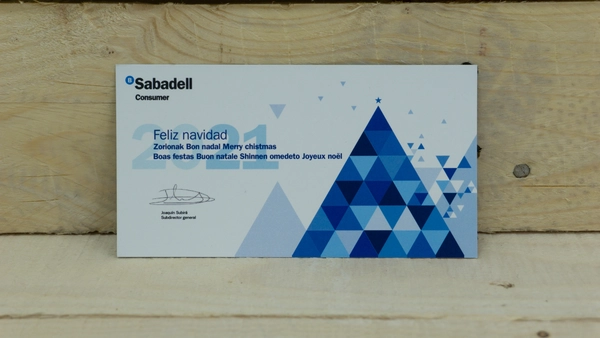 B Sabadell
Consumer
2021
Feliz navidad
Zorionak Bon nadal Merry chistmas
Boas festas Buon natale Shinnen omedeto Joyeux noël
Joaquín Subirá
Subdirector general